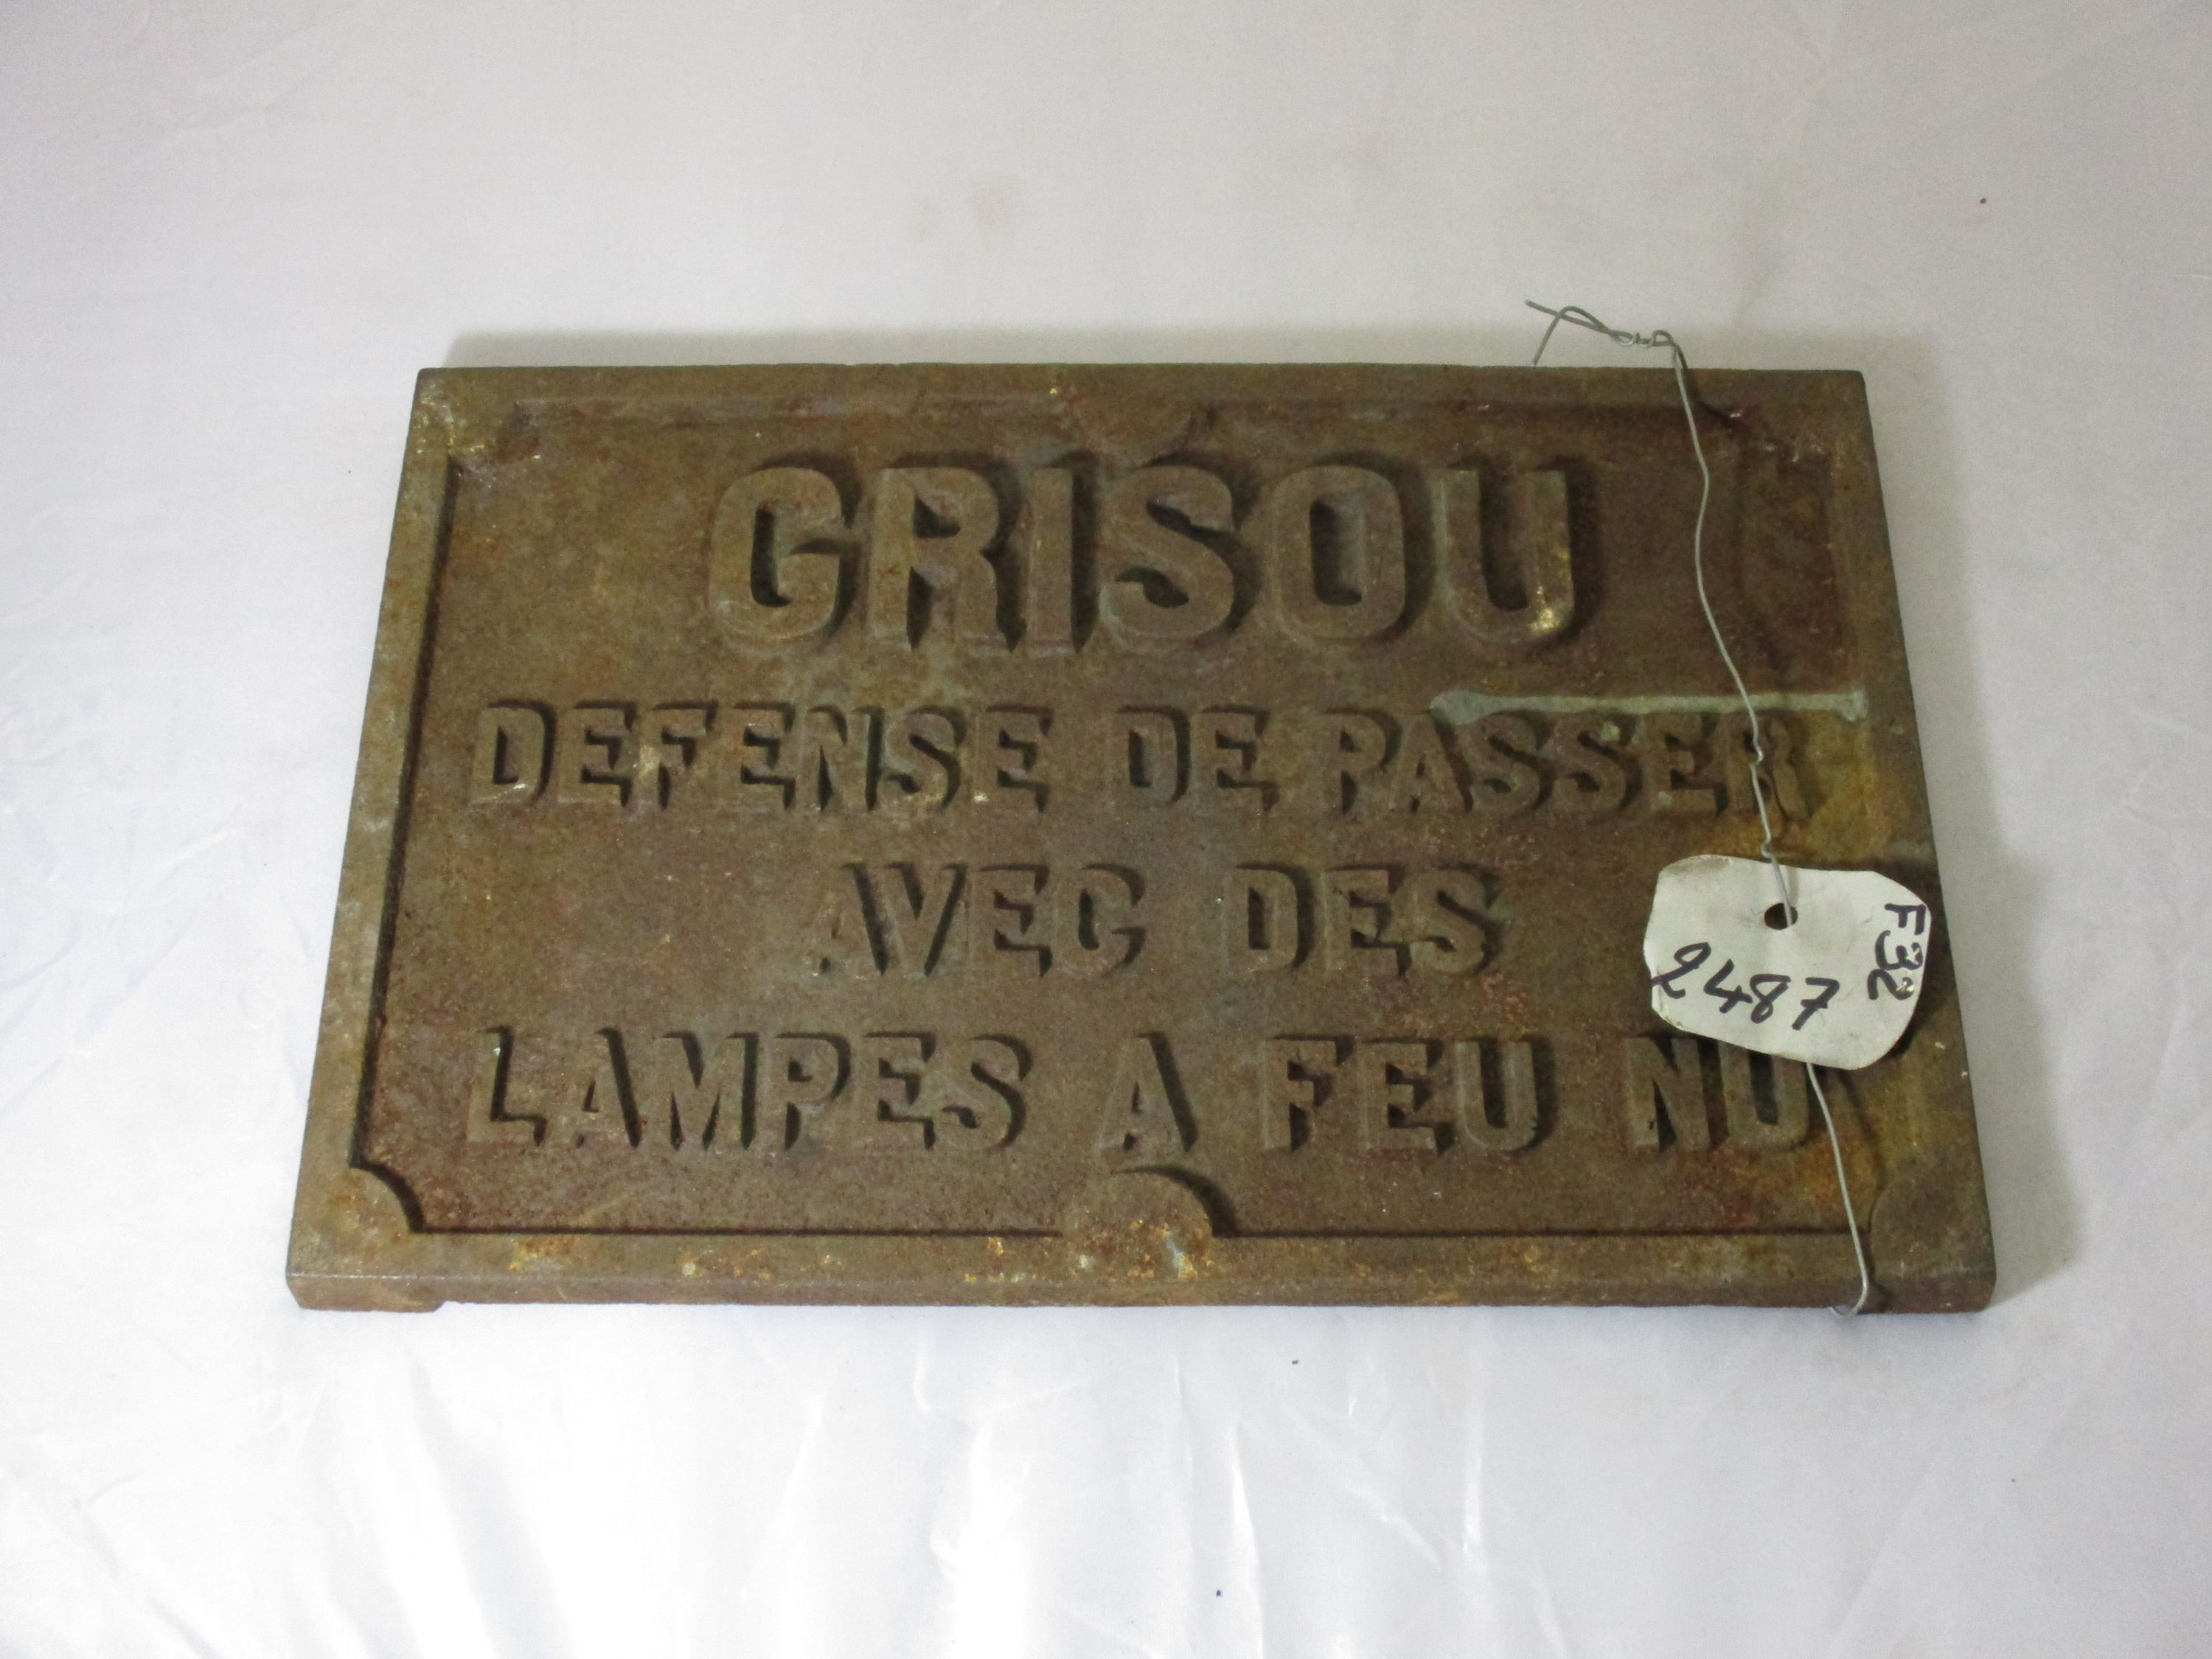 GRISOU
DEFENSE DE PASSER
AVEC DES
LAMPES A FEU NU
2487
F32